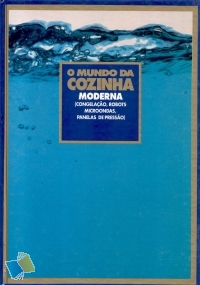 O MUNDO DA
COZINHA
MODERNA
(CONGELAÇÃO, ROBOTS
MICROONDAS,
PANELAS DE PRESSÃO)